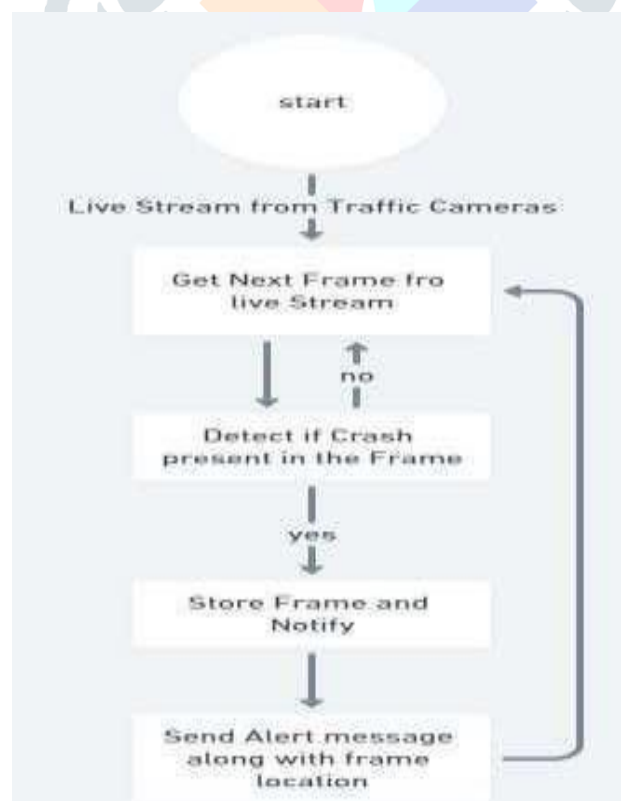 start
Live Stream from Traffic Cameras
Get Next Frame fro
live Stream
no
Detect if Crash
present in the Frame
yes
Store Frame and
Notify
Send Alert message
along with frame
location